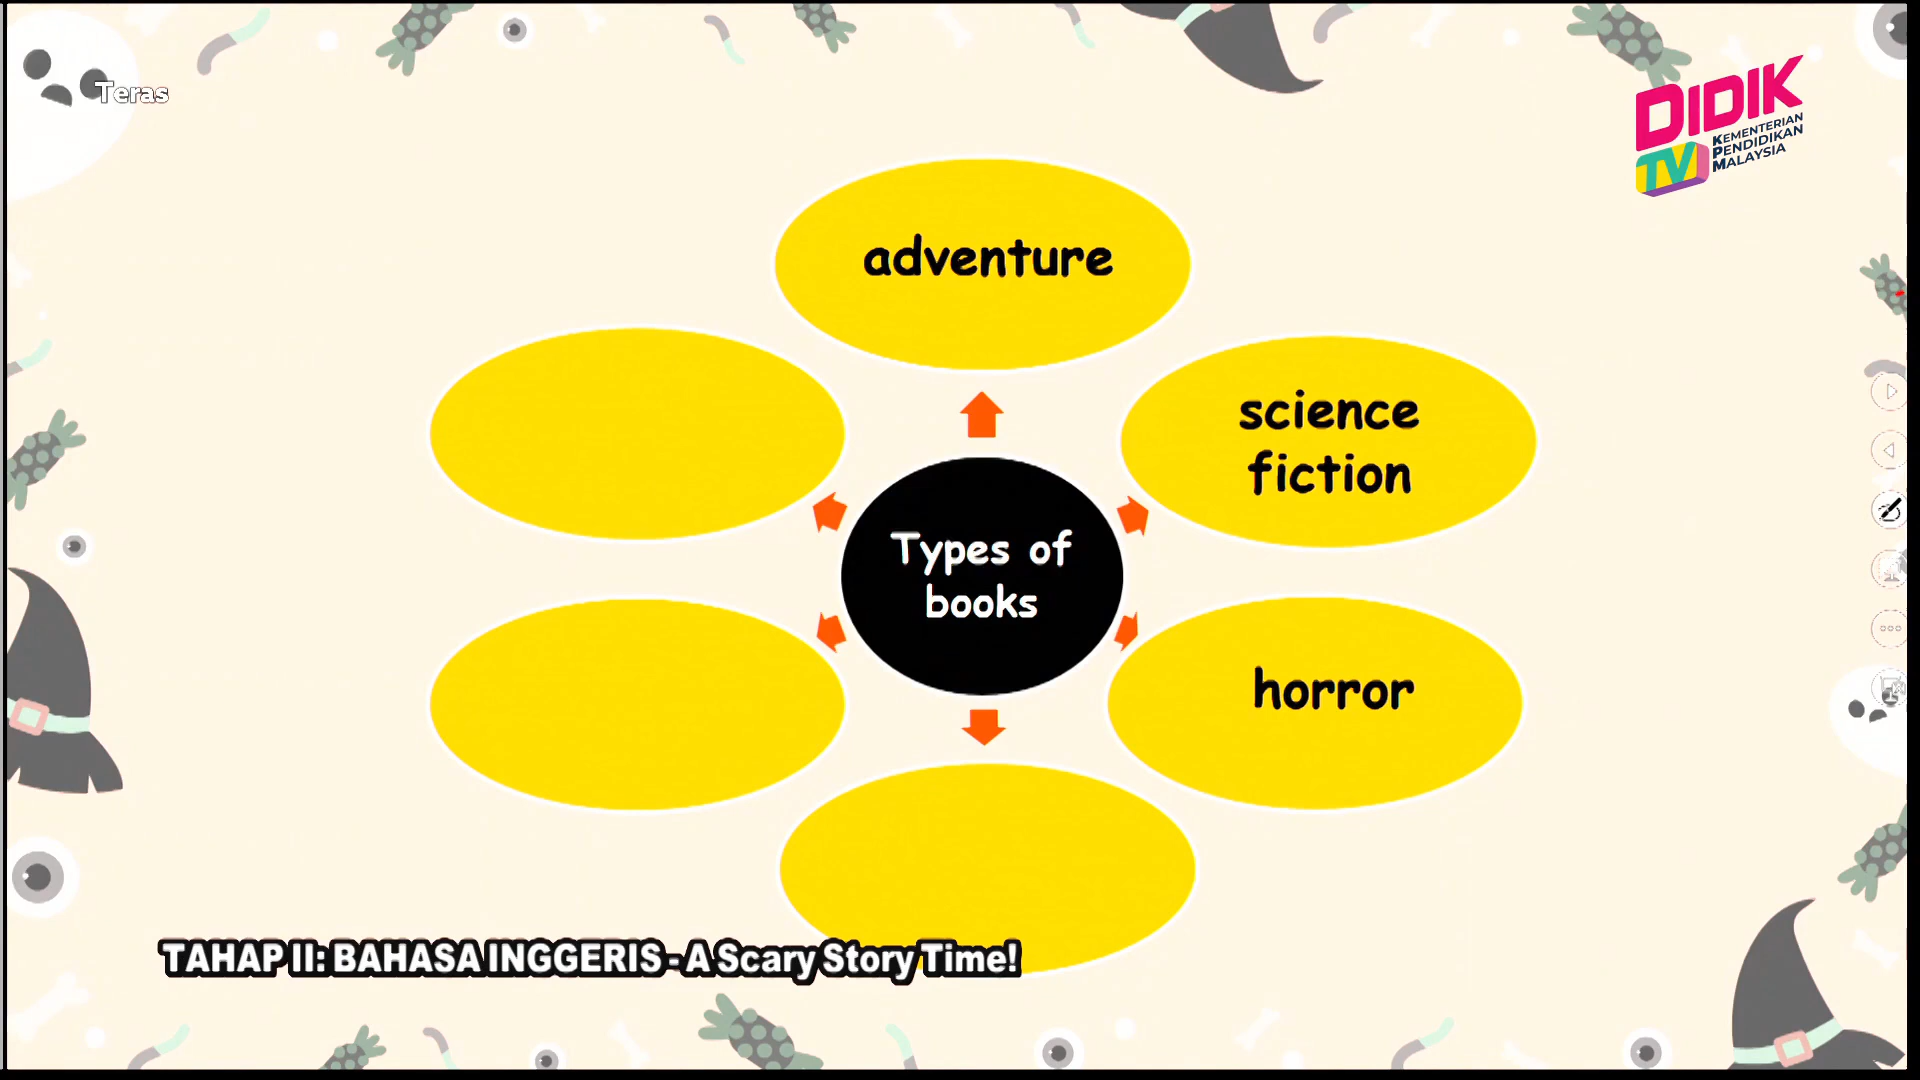 Teras
DIDIK
TV
KEMENTERIAN
PENDIDIKAN
MALAYSIA
adventure
science
fiction
Types of
books
horror
TAHAP II: BAHASA INGGERIS - A Scary Story Time!